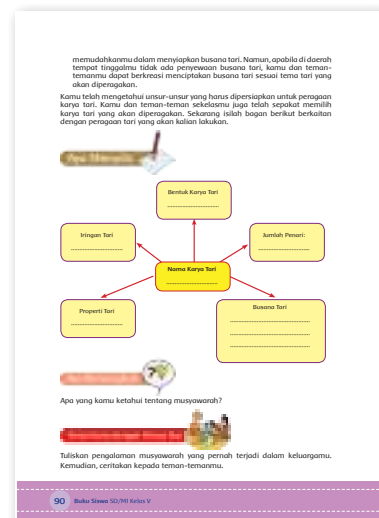 memudahkanmu dalam menyiapkan busana tari. Namun, apabila di daerah
tempat tinggalmu tidak ada penyewaan busana tari, kamu dan teman-
temanmu dapat berkreasi menciptakan busana tari sesuai tema tari yang
akan diperagakan.
Kamu telah mengetahui unsur-unsur yang harus dipersiapkan untuk peragaan
karya tari. Kamu dan teman-teman sekelasmu juga telah sepakat memilih
karya tari yang akan diperagakan. Sekarang isilah bagan berikut berkaitan
dengan peragaan tari yang akan kalian lakukan.
Ayo Menulis
Bentuk Karya Tari
Iringan Tari
Jumlah Penari:
Nama Karya Tari
Properti Tari
Busana Tari
Apa yang kamu ketahui tentang musyawarah?
Tuliskan pengalaman musyawarah yang pernah terjadi dalam keluargamu.
Kemudian, ceritakan kepada teman-temanmu.
90 Buku Siswa SD/MI Kelas V